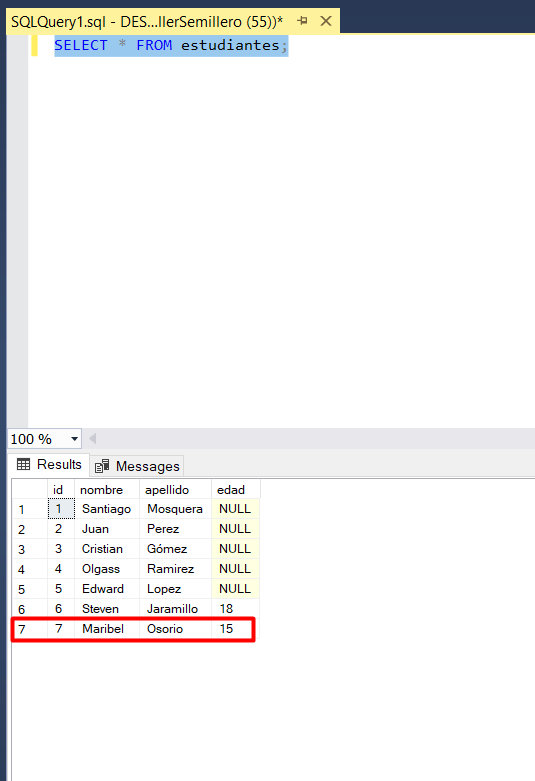 SQLQuery1.sql - DES...llerSemillero (55))*
SELECT * FROM estudiantes;
100 %
Results Messages
id nombre apellido edad
1 1 Santiago Mosquera NULL
2 2 Juan Perez NULL
3 3 Cristian Gómez NULL
4 4 Olgass Ramirez NULL
5 5 Edward Lopez NULL
6 6 Steven Jaramillo 18
7 7 Maribel Osorio 15